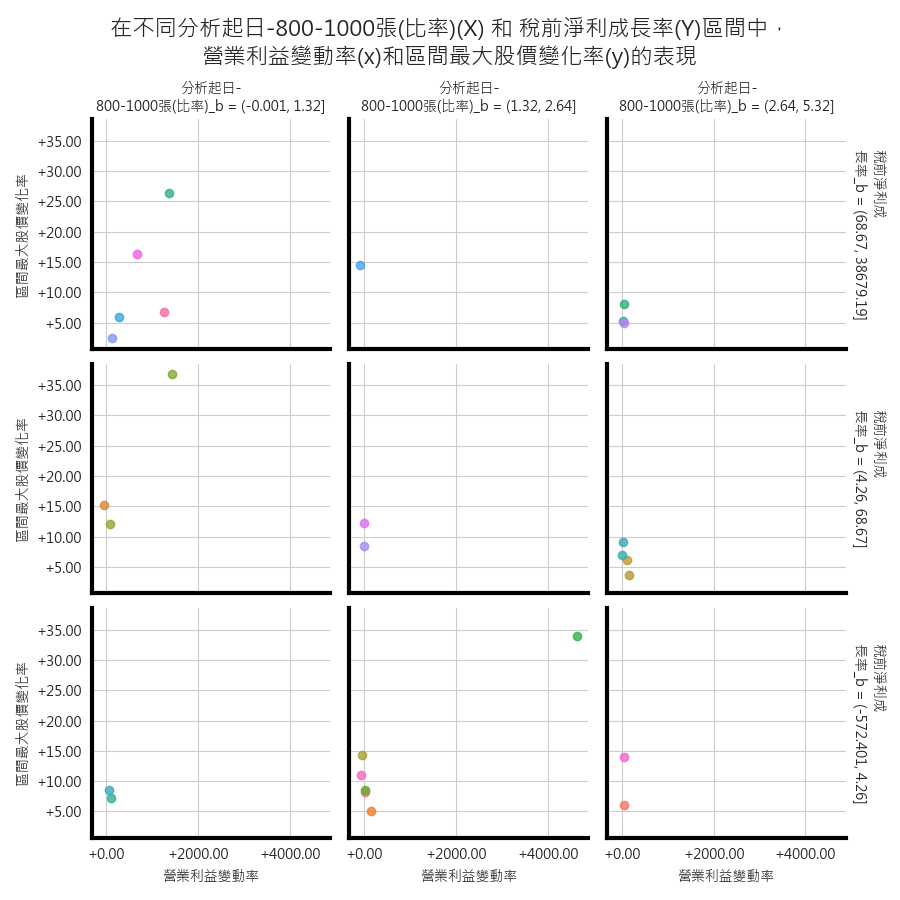 在不同分析起日-800-1000張(比率)(X) 和 稅前淨利成長率(Y)區間中，
營業利益變動率(x)和區間最大股價變化率(y)的表現
分析起日-
800-1000張(比率)_b = (-0.001, 1.32]
分析起日-
800-1000張(比率)_b = (1.32, 2.64]
分析起日-
800-1000張(比率)_b = (2.64, 5.32]
區間最大股價變化率
+35.00
+30.00
+25.00
+20.00
+15.00
+10.00
+5.00
稅前淨利成
長率_b = (68.67, 38679.19]
區間最大股價變化率
+35.00
+30.00
+25.00
+20.00
+15.00
+10.00
+5.00
稅前淨利成
長率_b = (4.26, 68.67]
區間最大股價變化率
+35.00
+30.00
+25.00
+20.00
+15.00
+10.00
+5.00
稅前淨利成
長率_b = (-572.401, 4.26]
+0.00
+2000.00
+4000.00
營業利益變動率
+0.00
+2000.00
+4000.00
營業利益變動率
+0.00
+2000.00
+4000.00
營業利益變動率